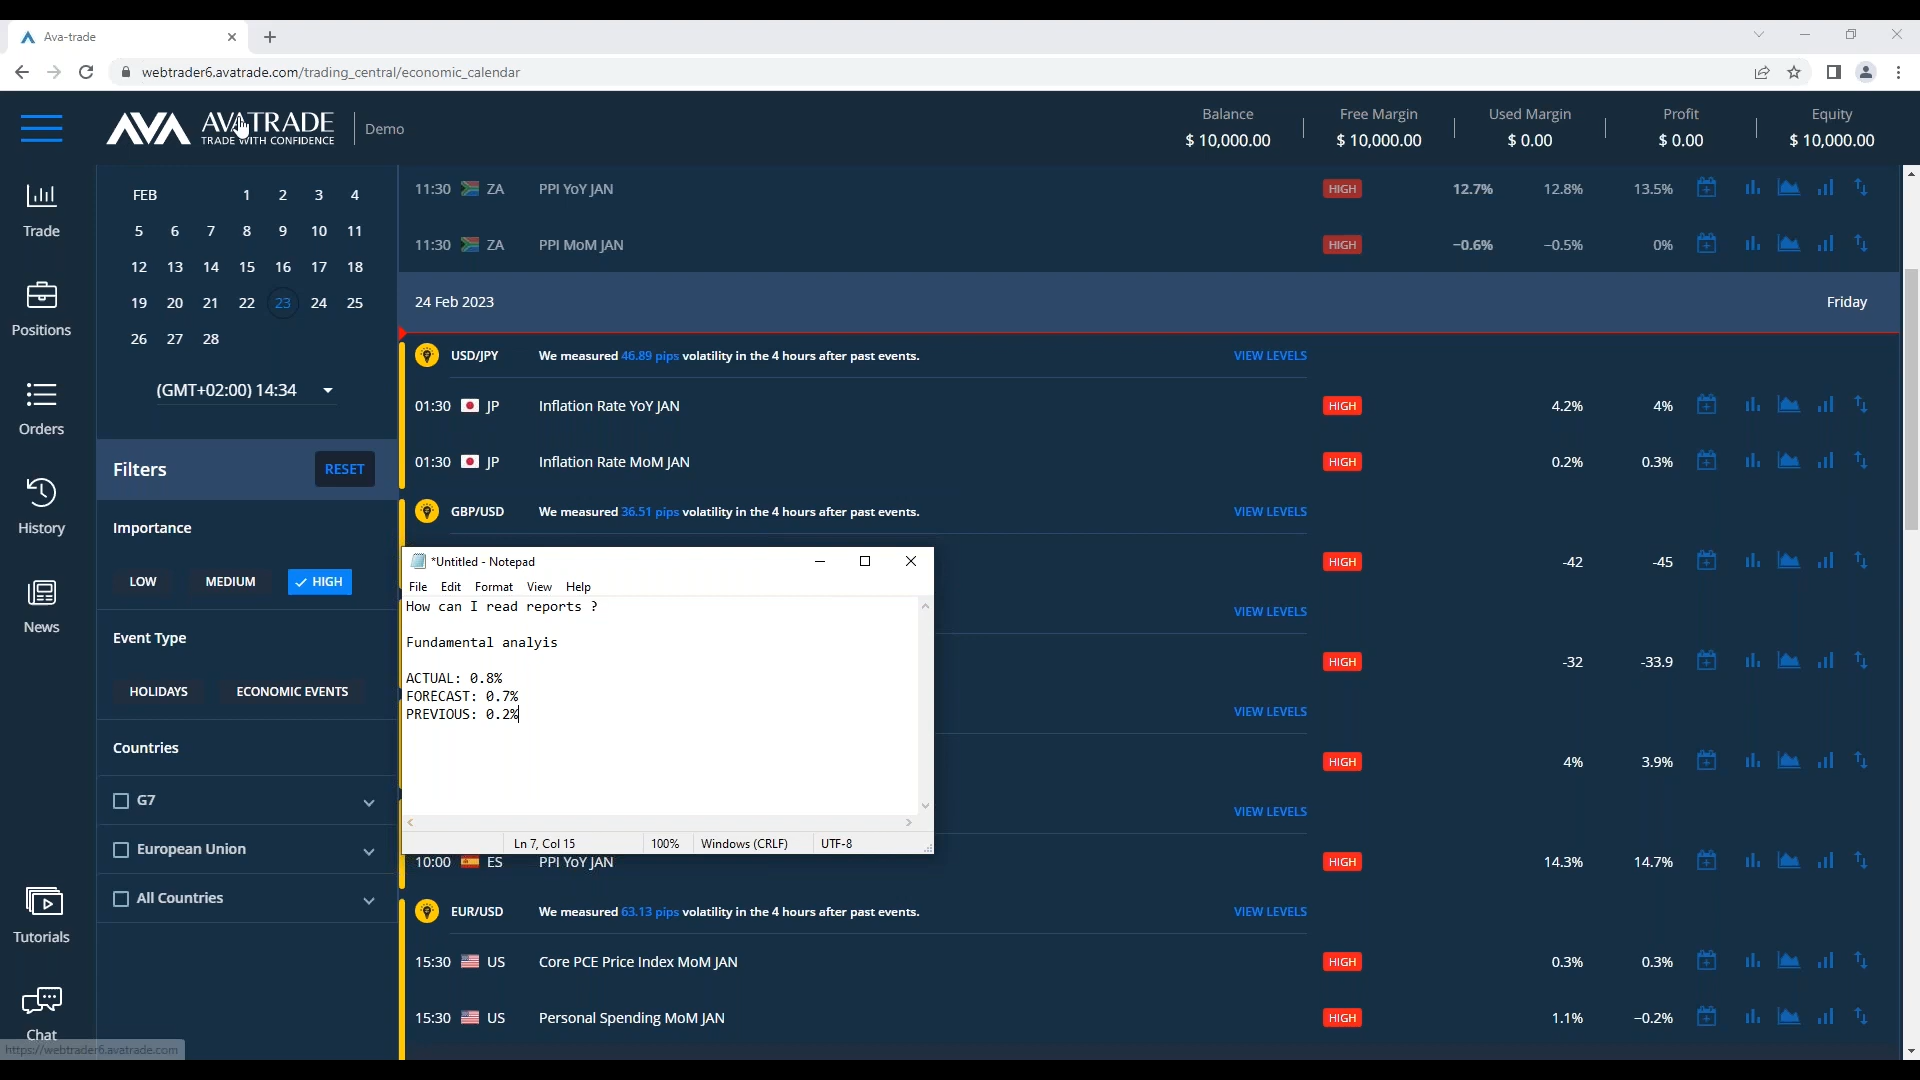 Ava-trade
webtrader6.avatrade.com/trading_central/economic_calendar
AVA AVATRADE
TRADE WITH CONFIDENCE
Demo
Balance Free Margin Used Margin Profit Equity
$ 10,000.00 $ 10,000.00 $ 0.00 $ 0.00 $ 10,000.00
Trade
Positions
Orders
History
News
Tutorials
Chat
https://webtrader6.avatrade.com
FEB 1 2 3 4
5 6 7 8 9 10 11
12 13 14 15 16 17 18
19 20 21 22 23 24 25
26 27 28
(GMT+02:00) 14:34
Filters RESET
Importance
LOW MEDIUM HIGH
Event Type
HOLIDAYS ECONOMIC EVENTS
Countries
G7
European Union
All Countries
11:30 ZA PPI YoY JAN HIGH 12.7% 12.8% 13.5%
11:30 ZA PPI MoM JAN HIGH −0.6% −0.5% 0%
24 Feb 2023 Friday
USD/JPY We measured 46.89 pips volatility in the 4 hours after past events. VIEW LEVELS
01:30 JP Inflation Rate YoY JAN HIGH 4.2% 4%
01:30 JP Inflation Rate MoM JAN HIGH 0.2% 0.3%
GBP/USD We measured 36.51 pips volatility in the 4 hours after past events. VIEW LEVELS
HIGH -42 -45
VIEW LEVELS
HIGH -32 -33.9
VIEW LEVELS
HIGH 4% 3.9%
VIEW LEVELS
10:00 ES PPI YoY JAN HIGH 14.3% 14.7%
EUR/USD We measured 63.13 pips volatility in the 4 hours after past events. VIEW LEVELS
15:30 US Core PCE Price Index MoM JAN HIGH 0.3% 0.3%
15:30 US Personal Spending MoM JAN HIGH 1.1% −0.2%
*Untitled - Notepad
File Edit Format View Help
How can I read reports ?
Fundamental analyis
ACTUAL: 0.8%
FORECAST: 0.7%
PREVIOUS: 0.2%
Ln 7, Col 15 100% Windows (CRLF) UTF-8